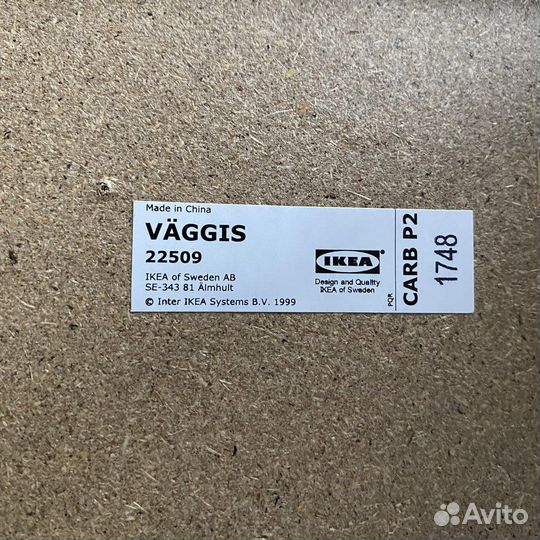 Made in China
VÄGGIS
22509
IKEA of Sweden AB
SE-343 81 Älmhult
© Inter IKEA Systems B.V. 1999
IKEA
Design and Quality
IKEA of Sweden
PQR
CARB P2
1748
Avito